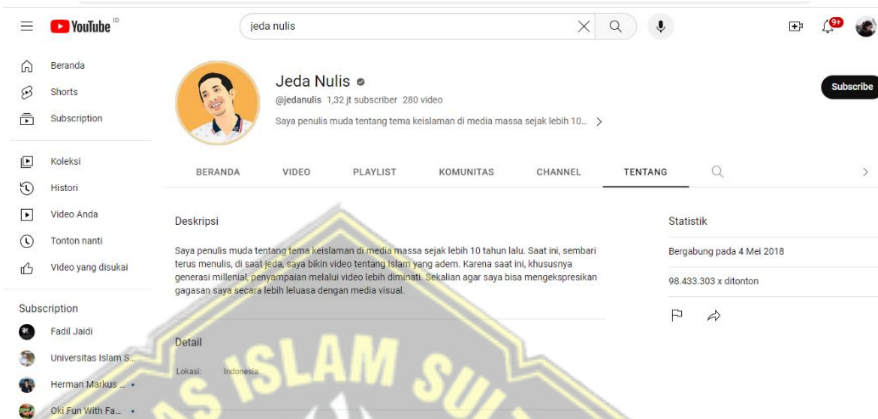 YouTube ID
jeda nulis
9+
Beranda
Shorts
Subscription
Koleksi
Histori
Video Anda
Tonton nanti
Video yang disukai
Subscription
Fadil Jaidi
Universitas Islam S...
Herman Markus ...
Oki Fun With Fa...
Jeda Nulis
@jedanulis 1,32 jt subscriber 280 video
Saya penulis muda tentang tema keislaman di media massa sejak lebih 10...
Subscribe
BERANDA VIDEO PLAYLIST KOMUNITAS CHANNEL TENTANG
Deskripsi
Saya penulis muda tentang tema keislaman di media massa sejak lebih 10 tahun lalu. Saat ini, sembari
terus menulis, di saat jeda, saya bikin video tentang Islam yang adem. Karena saat ini, khususnya
generasi millenial, penyampaian melalui video lebih diminati. Sekalian agar saya bisa mengekspresikan
gagasan saya secara lebih leluasa dengan media visual.
Detail
Lokasi: Indonesia
Statistik
Bergabung pada 4 Mei 2018
98.433.303 x ditonton
AS ISLAM SUL